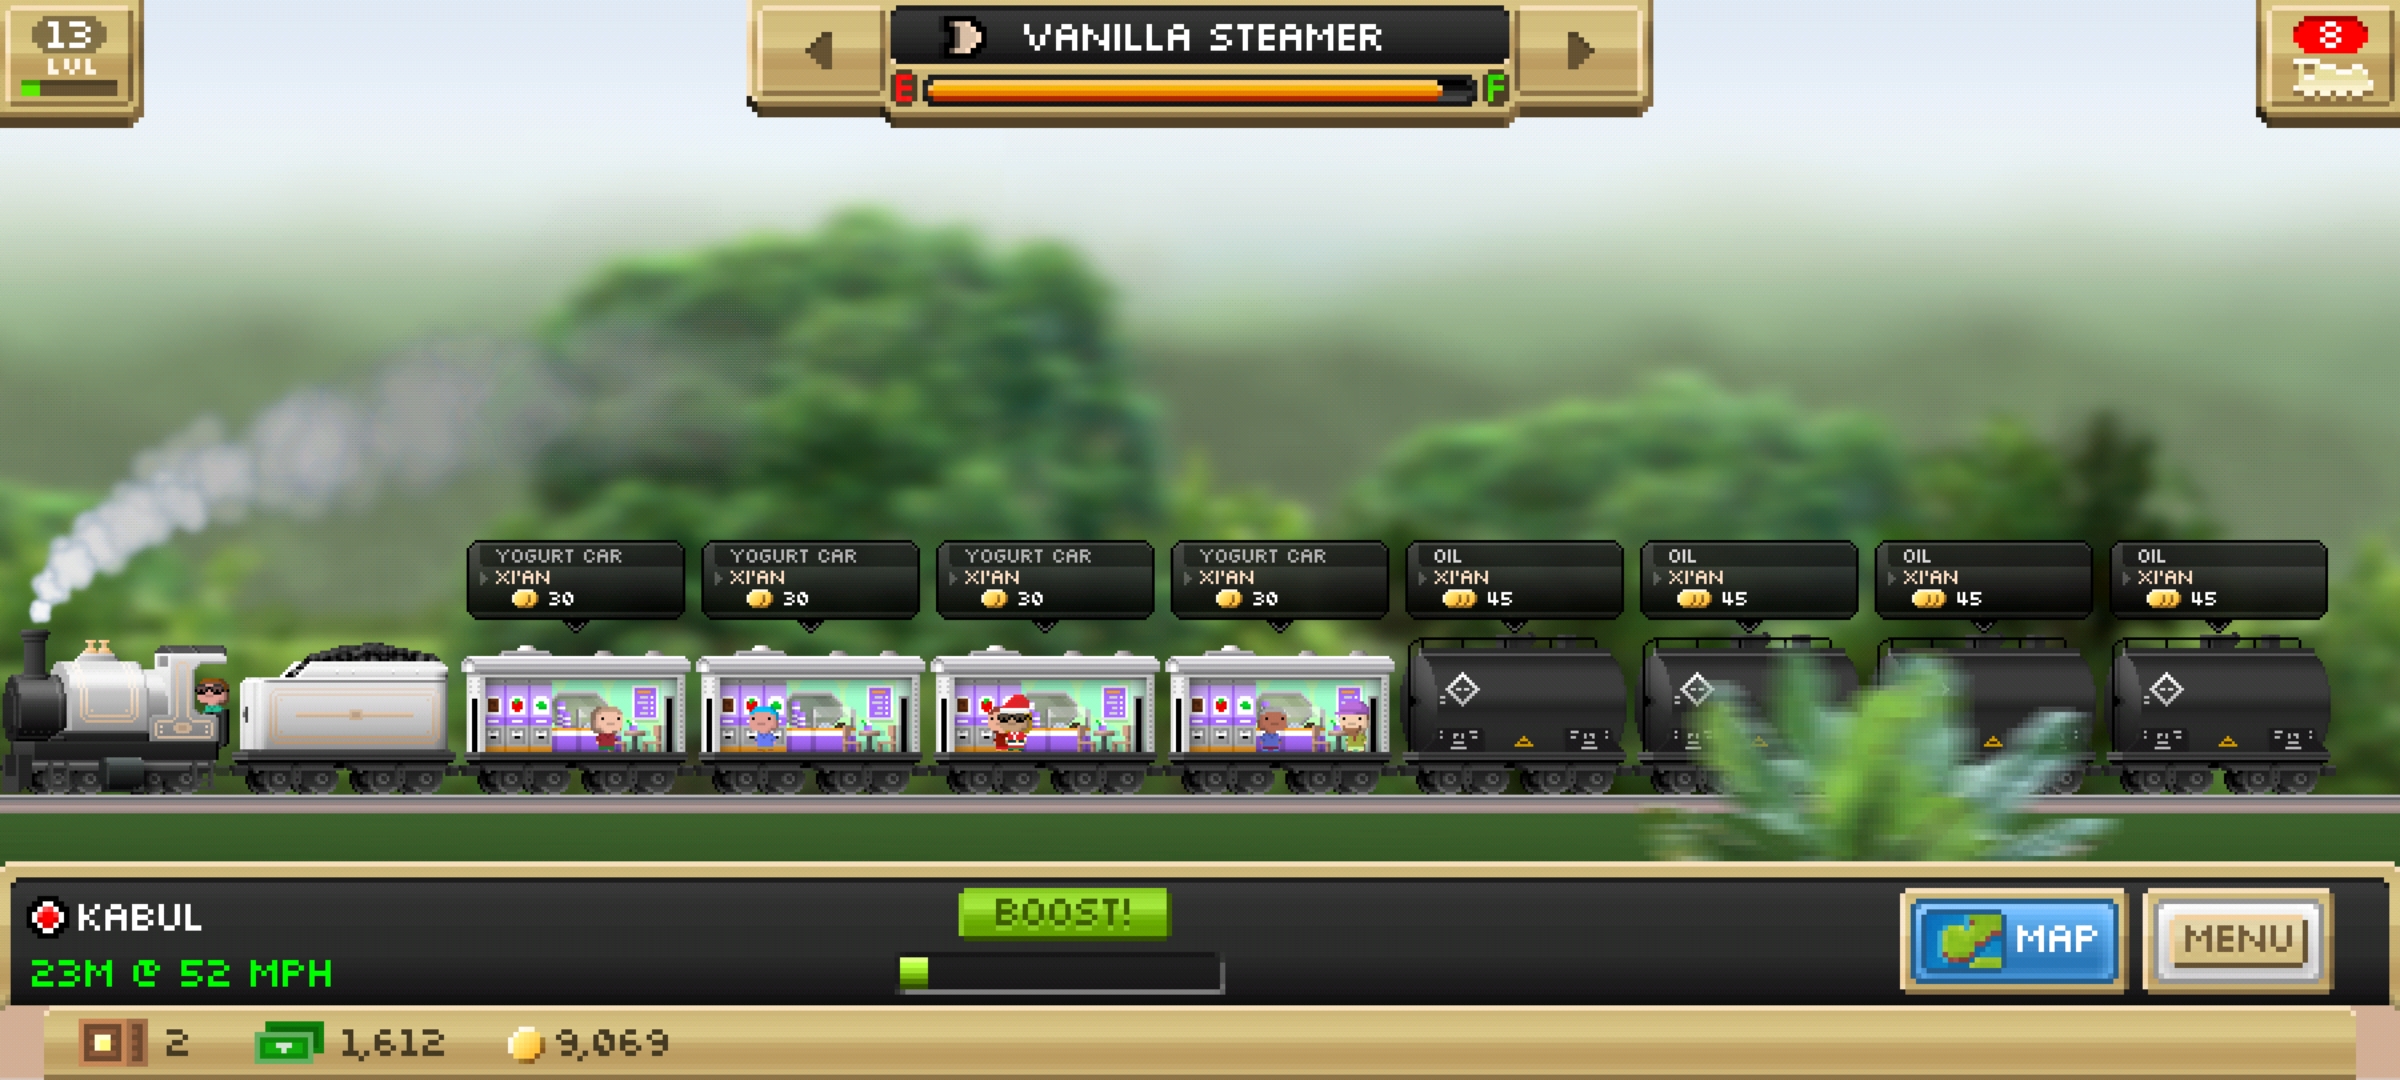 13
LVL
VANILLA STEAMER
E
F
8
YOGURT CAR
XI'AN
30
YOGURT CAR
XI'AN
30
YOGURT CAR
XI'AN
30
YOGURT CAR
XI'AN
30
OIL
XI'AN
45
OIL
XI'AN
45
OIL
XI'AN
45
OIL
XI'AN
45
KABUL
23M @ 52 MPH
BOOST!
MAP
MENU
2
1,612
9,069